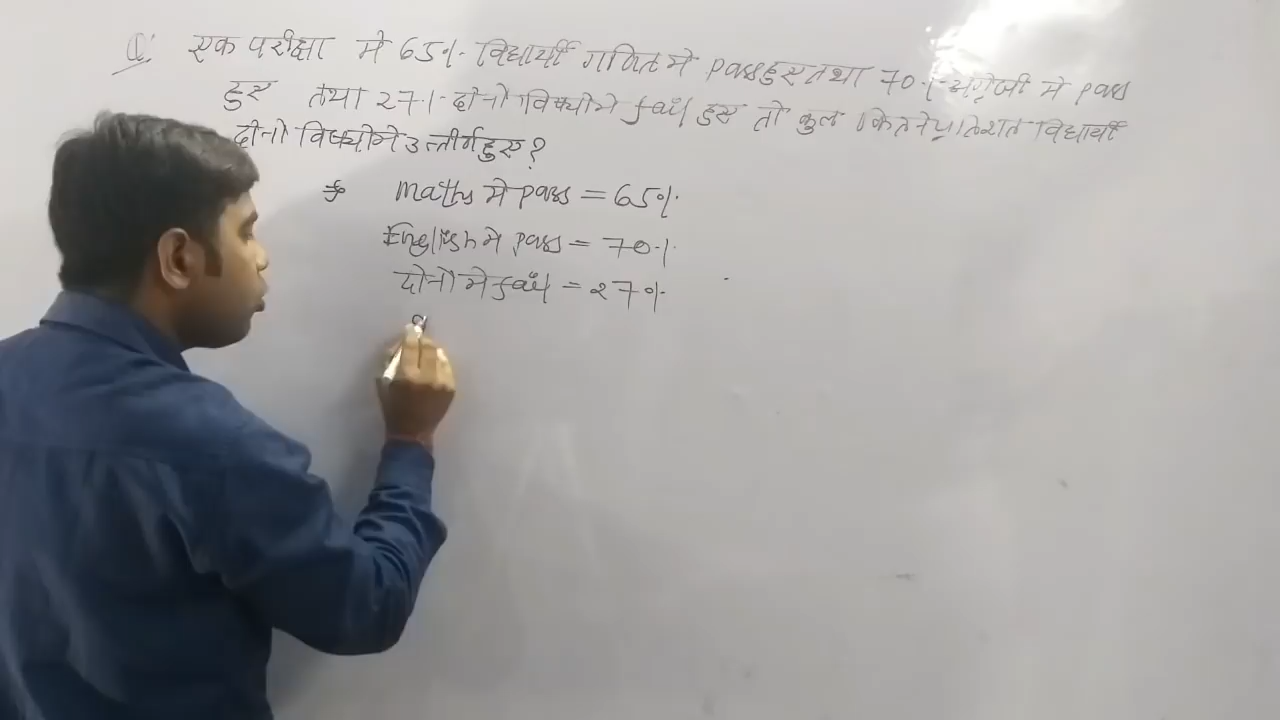 Q: एक परीक्षा मे 65% विद्यार्थी गणित मे pass हुए तथा 70% अंग्रेजी मे pass
हुए तथा 27% दोनो विषयोमे fail हुए तो कुल कितने प्रतिशत विद्यार्थी
दोनो विषयोमे उत्तीर्ण हुए?
Maths मे pass = 65%
English मे pass = 70%
दोनो मे fail = 27%